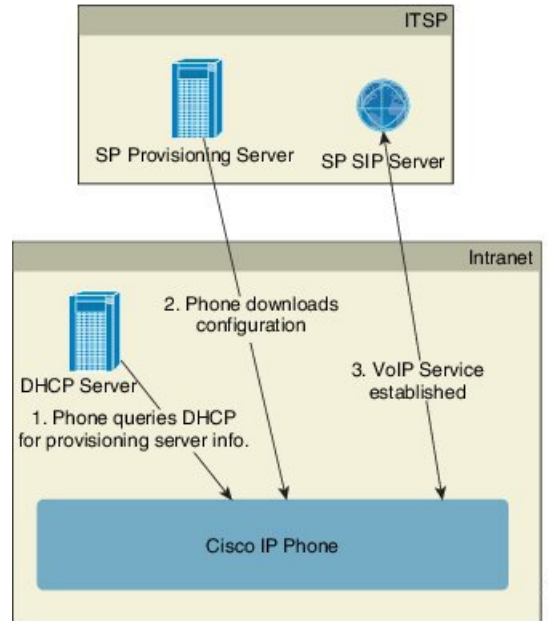 ITSP
SP Provisioning Server
SP SIP Server
Intranet
2. Phone downloads
configuration
DHCP Server
3. VoIP Service
established
1. Phone queries DHCP
for provisioning server info.
Cisco IP Phone